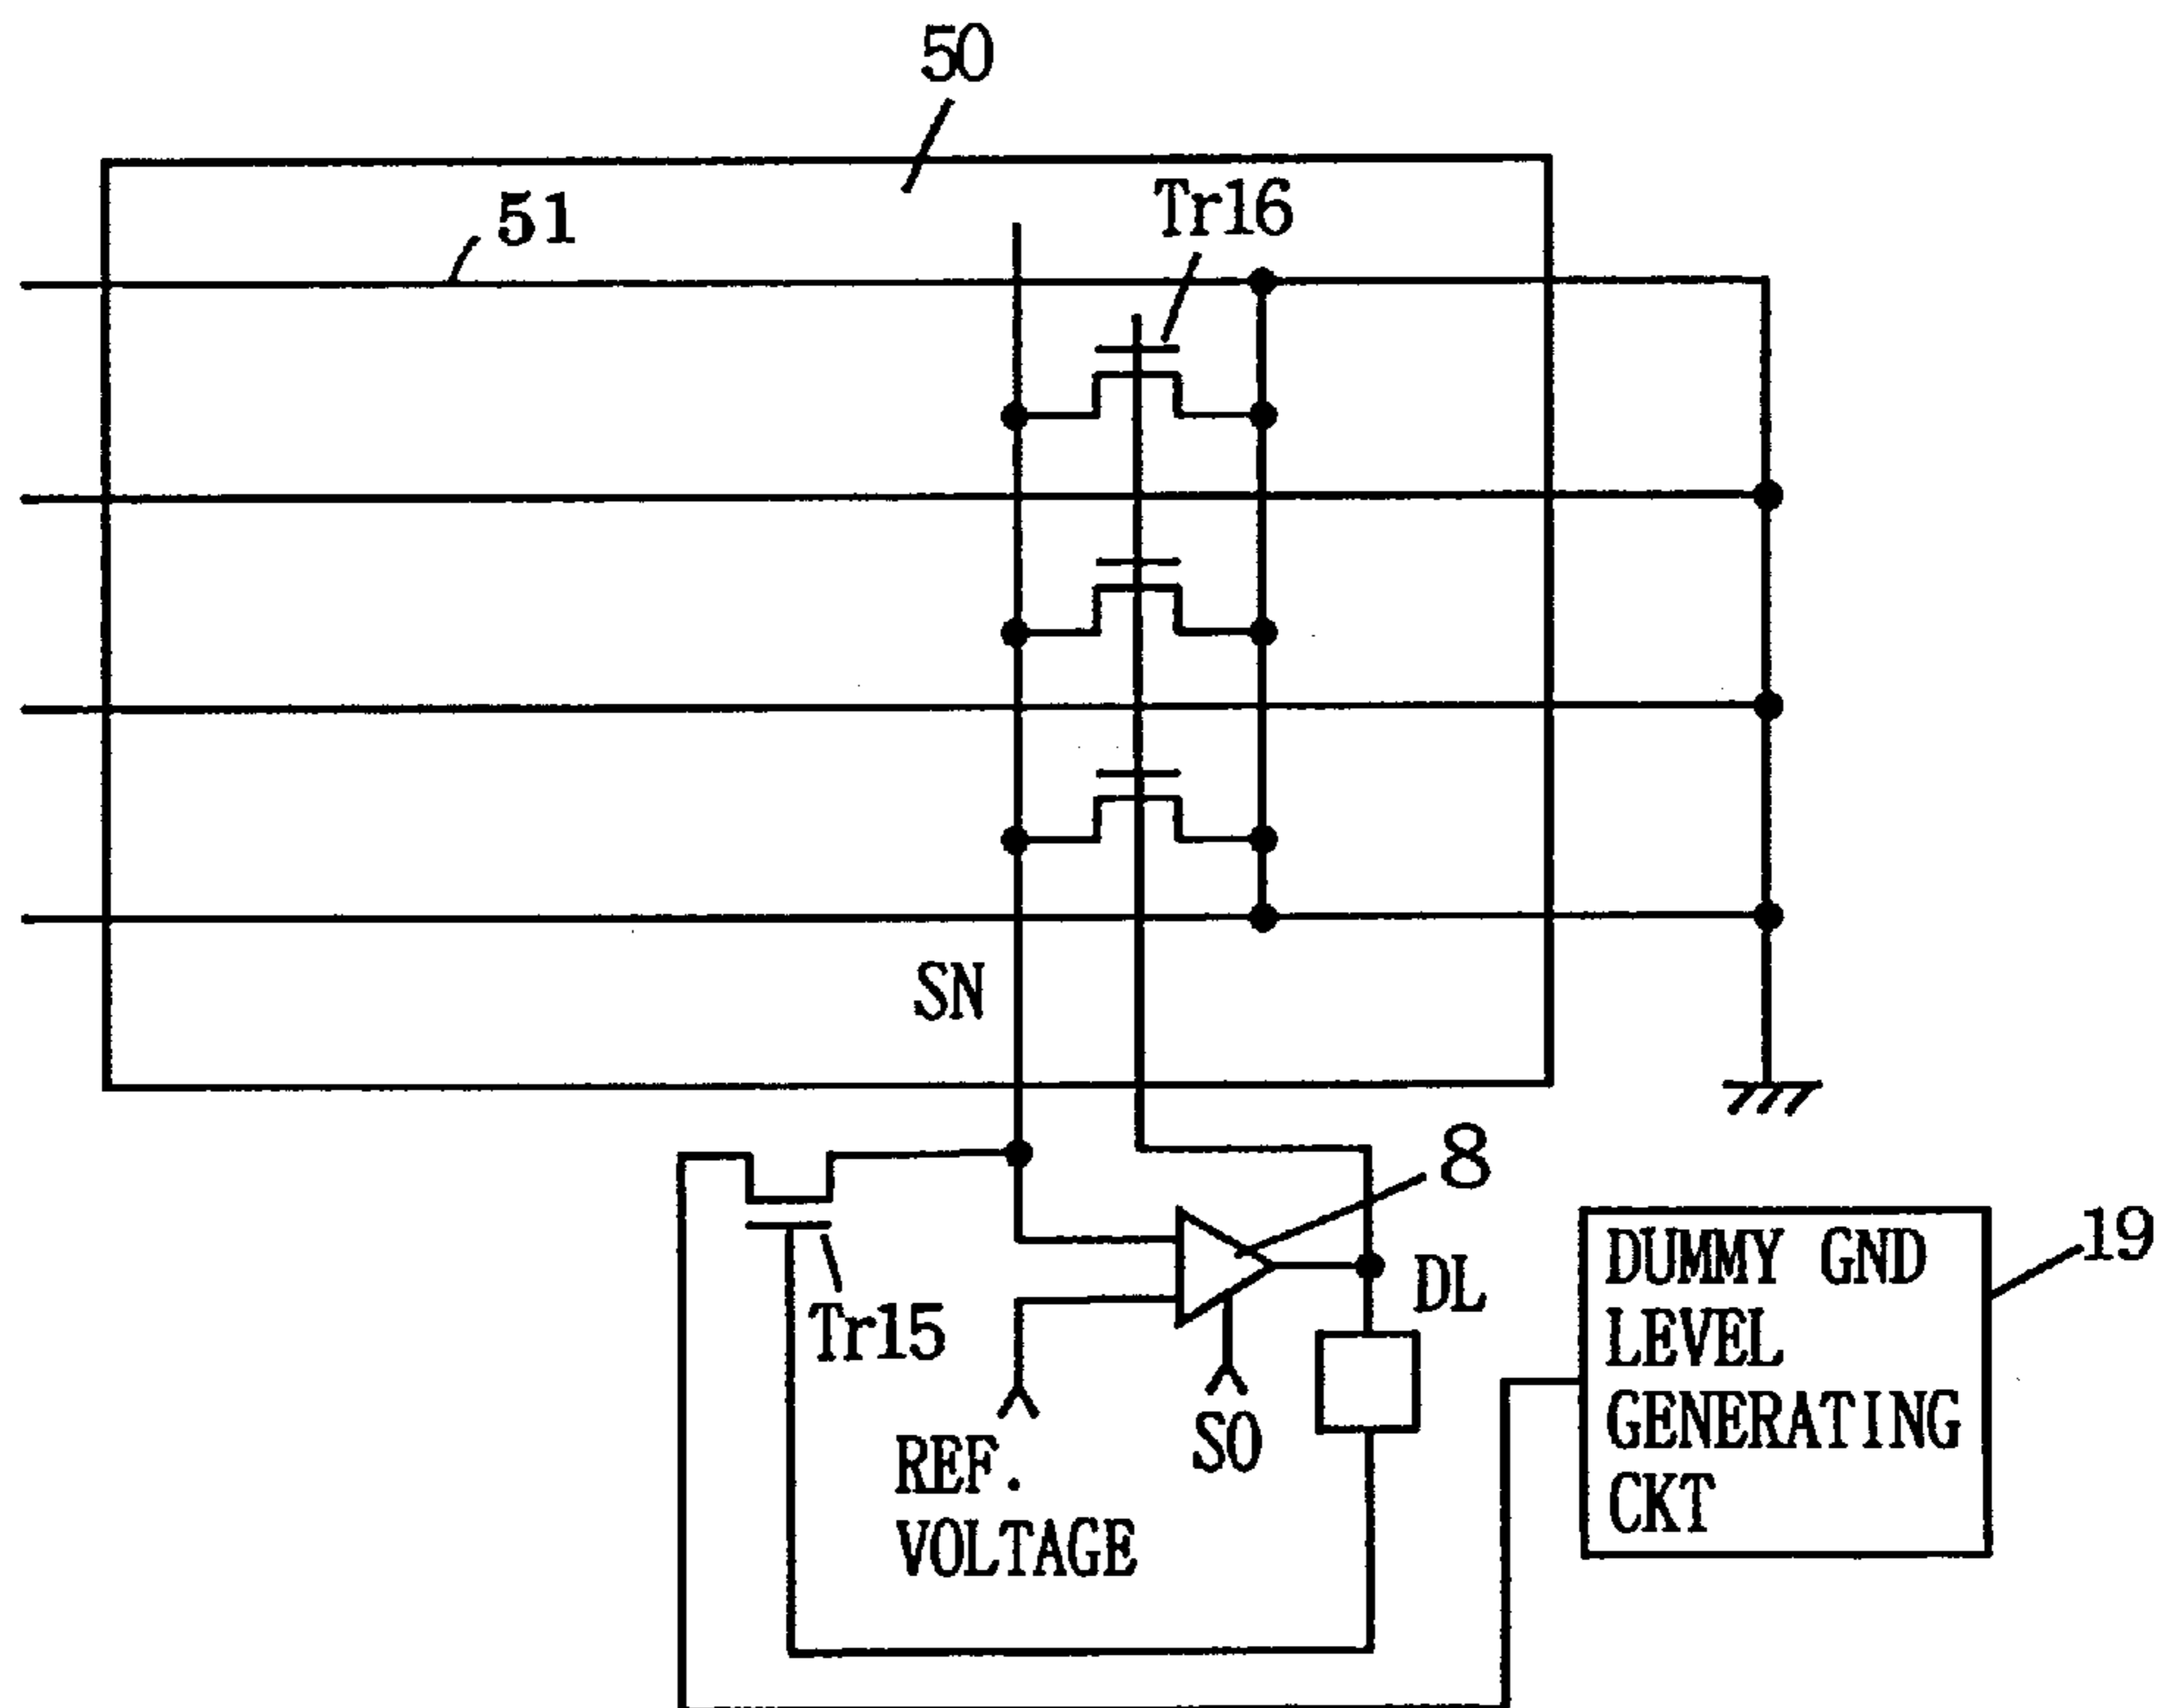 50
51
Tr16
SN
8
19
DUMMY GND
LEVEL
GENERATING
CKT
DL
Tr15
SO
REF.
VOLTAGE